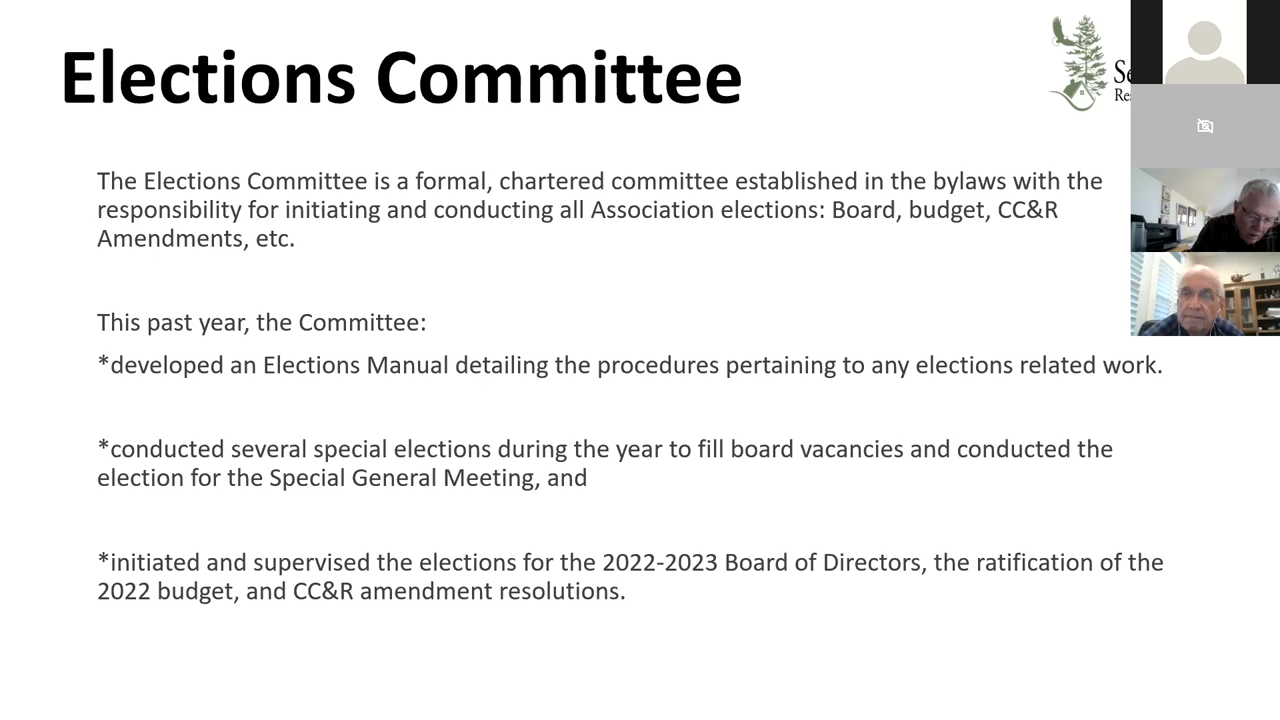 Elections Committee
The Elections Committee is a formal, chartered committee established in the bylaws with the
responsibility for initiating and conducting all Association elections: Board, budget, CC&R
Amendments, etc.
This past year, the Committee:
*developed an Elections Manual detailing the procedures pertaining to any elections related work.
*conducted several special elections during the year to fill board vacancies and conducted the
election for the Special General Meeting, and
*initiated and supervised the elections for the 2022-2023 Board of Directors, the ratification of the
2022 budget, and CC&R amendment resolutions.